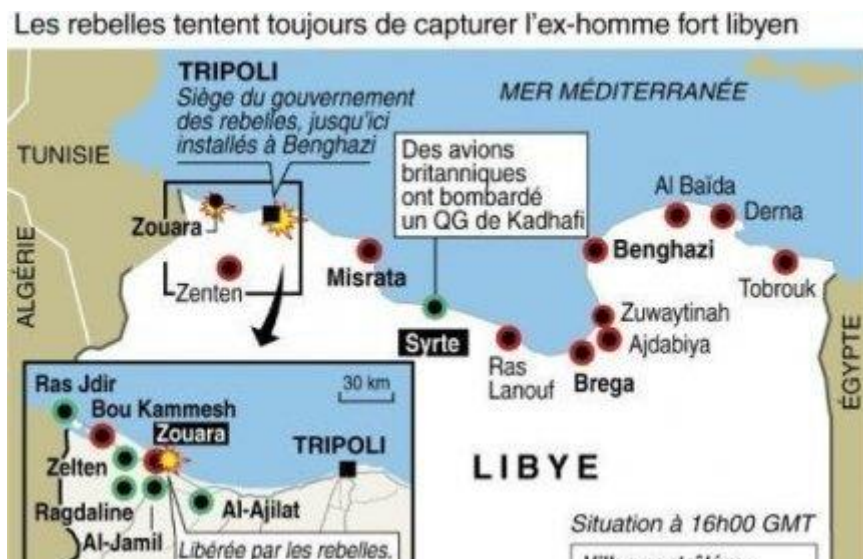 Les rebelles tentent toujours de capturer l'ex-homme fort libyen
TRIPOLI
Siège du gouvernement
des rebelles, jusqu'ici
installés à Benghazi
MER MÉDITERRANÉE
TUNISIE
Des avions
britanniques
ont bombardé
un QG de Kadhafi
Al Baïda
Derna
Zouara
Benghazi
ALGÉRIE
Misrata
Zenten
Tobrouk
Zuwaytinah
Syrte
Ajdabiya
Ras
Lanouf
Brega
ÉGYPTE
Ras Jdir
30 km
Bou Kammesh
Zouara
TRIPOLI
Zelten
LIBYE
Ragdaline
Al-Ajilat
Al-Jamil
Situation à 16h00 GMT
Libérée par les rebelles,